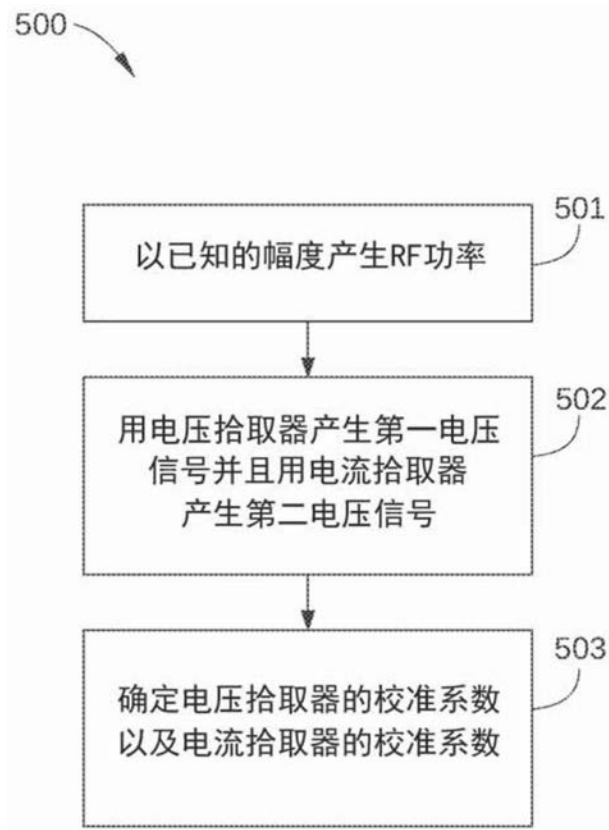 500
501
以已知的幅度产生RF功率
502
用电压拾取器产生第一电压
信号并且用电流拾取器
产生第二电压信号
503
确定电压拾取器的校准系数
以及电流拾取器的校准系数